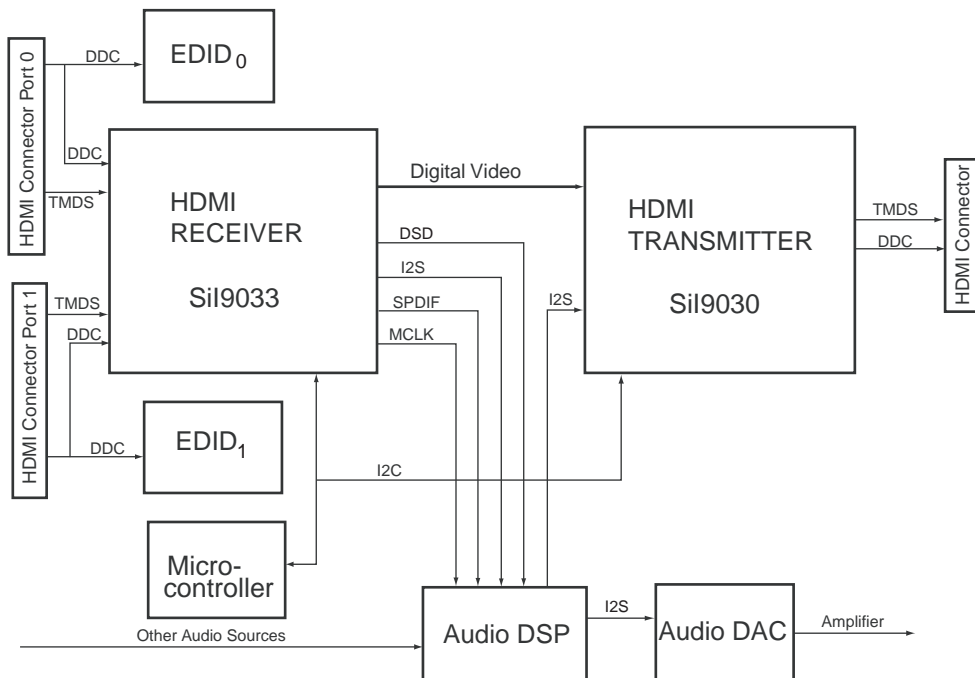 HDMI Connector Port 0
DDC
EDID0
DDC
TMDS
HDMI
RECEIVER
SiI9033
Digital Video
DSD
I2S
SPDIF
MCLK
HDMI
TRANSMITTER
SiI9030
I2S
TMDS
DDC
HDMI Connector
HDMI Connector Port 1
TMDS
DDC
DDC
EDID1
I2C
Micro-
controller
Other Audio Sources
Audio DSP
I2S
Audio DAC
Amplifier